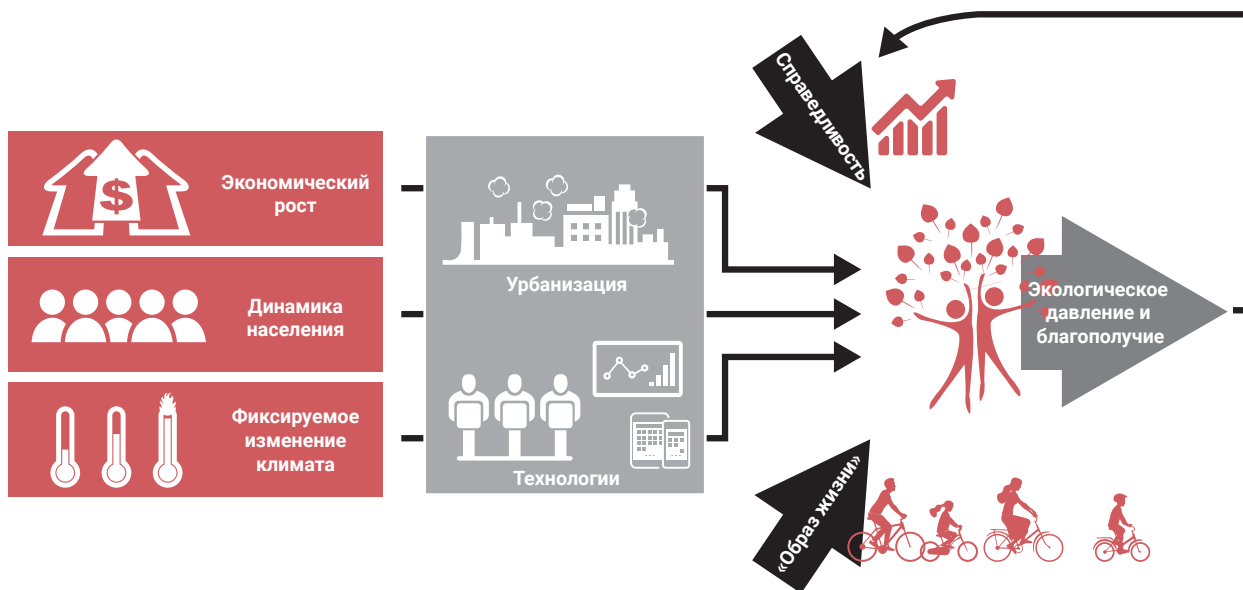 Экономический
рост
Динамика
населения
Фиксируемое
изменение
климата
Урбанизация
Технологии
Справедливость
Экологическое
давление и
благополучие
«Образ жизни»
$